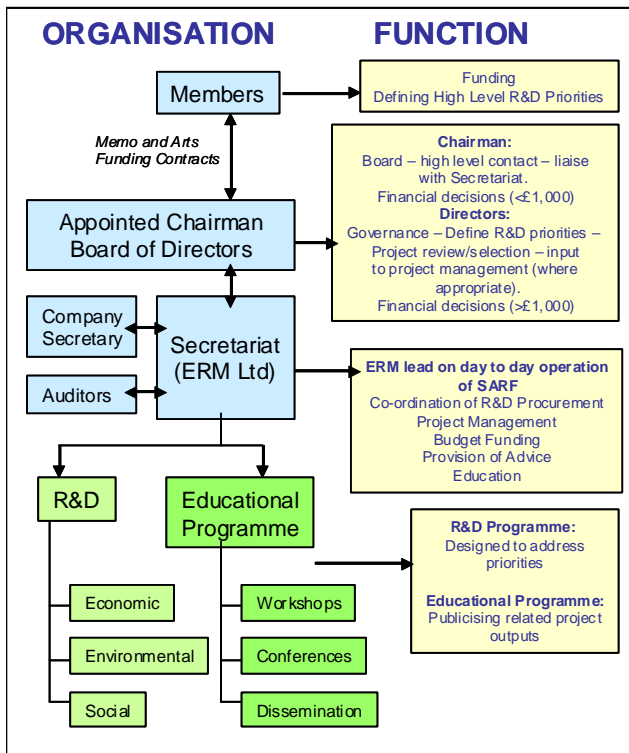 ORGANISATION
FUNCTION
Members
Funding
Defining High Level R&D Priorities
Memo and Arts
Funding Contracts
Appointed Chairman
Board of Directors
Chairman:
Board – high level contact – liaise
with Secretariat.
Financial decisions (<£1,000)
Directors:
Governance – Define R&D priorities –
Project review/selection – input
to project management (where
appropriate).
Financial decisions (>£1,000)
Company
Secretary
Auditors
Secretariat
(ERM Ltd)
ERM lead on day to day operation
of SARF
Co-ordination of R&D Procurement
Project Management
Budget Funding
Provision of Advice
Education
R&D
Educational
Programme
R&D Programme:
Designed to address
priorities
Educational Programme:
Publicising related project
outputs
Economic
Environmental
Social
Workshops
Conferences
Dissemination